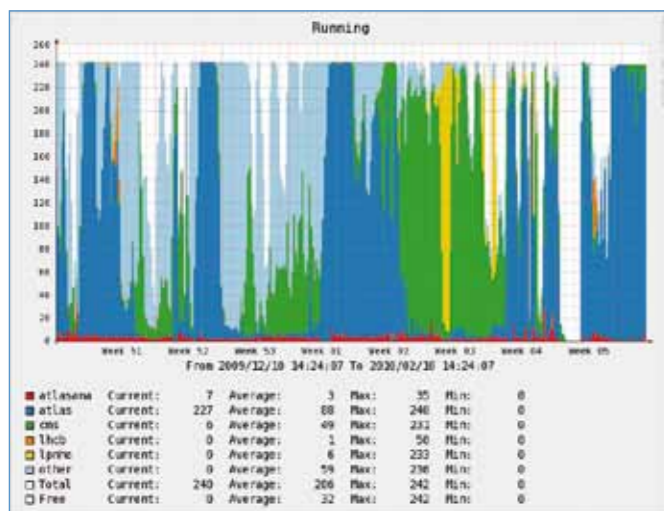 Running
260
240
220
200
180
160
140
120
100
80
60
40
20
0
Week 51 Week 52 Week 53 Week 01 Week 02 Week 03 Week 04 Week 05
From 2009/12/10 14:24:07 To 2010/02/10 14:24:07
atlasana Current: 7 Average: 3 Max: 35 Min: 0
atlas Current: 227 Average: 88 Max: 240 Min: 0
cms Current: 6 Average: 49 Max: 231 Min: 0
lhcb Current: 0 Average: 1 Max: 50 Min: 0
Current: 0 Average: 6 Max: 233 Min: 0
other Current: 0 Average: 59 Max: 236 Min: 0
Total Current: 240 Average: 206 Max: 242 Min: 0
Free Current: 0 Average: 32 Max: 242 Min: 0